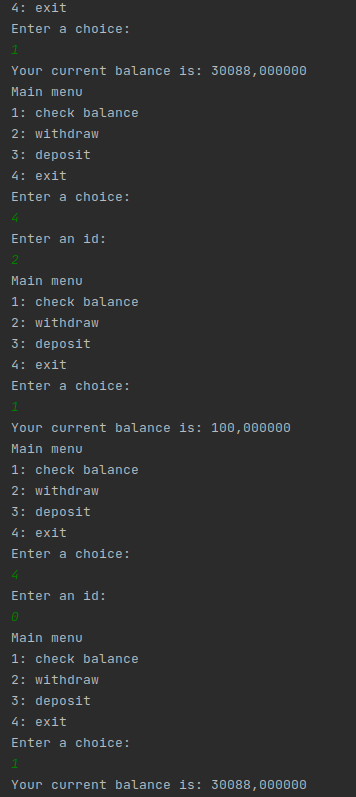 4: exit
Enter a choice:
1
Your current balance is: 30088,000000
Main menu
1: check balance
2: withdraw
3: deposit
4: exit
Enter a choice:
4
Enter an id:
2
Main menu
1: check balance
2: withdraw
3: deposit
4: exit
Enter a choice:
1
Your current balance is: 100,000000
Main menu
1: check balance
2: withdraw
3: deposit
4: exit
Enter a choice:
4
Enter an id:
0
Main menu
1: check balance
2: withdraw
3: deposit
4: exit
Enter a choice:
1
Your current balance is: 30088,000000